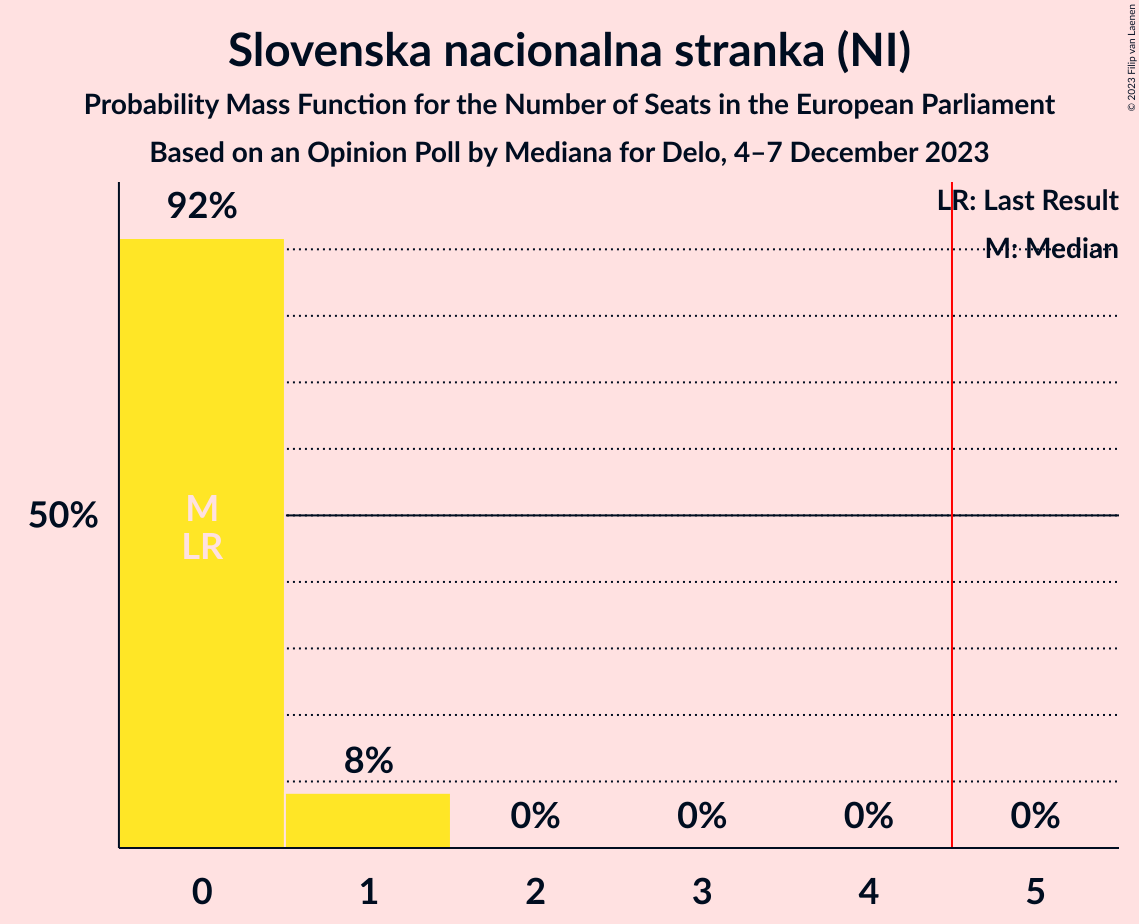 Slovenska nacionalna stranka (NI)
Probability Mass Function for the Number of Seats in the European Parliament
Based on an Opinion Poll by Mediana for Delo, 4–7 December 2023
© 2023 Filip van Laenen
LR: Last Result
M: Median
92%
50%
M
LR
8%
0%
0%
0%
0%
0
1
2
3
4
5